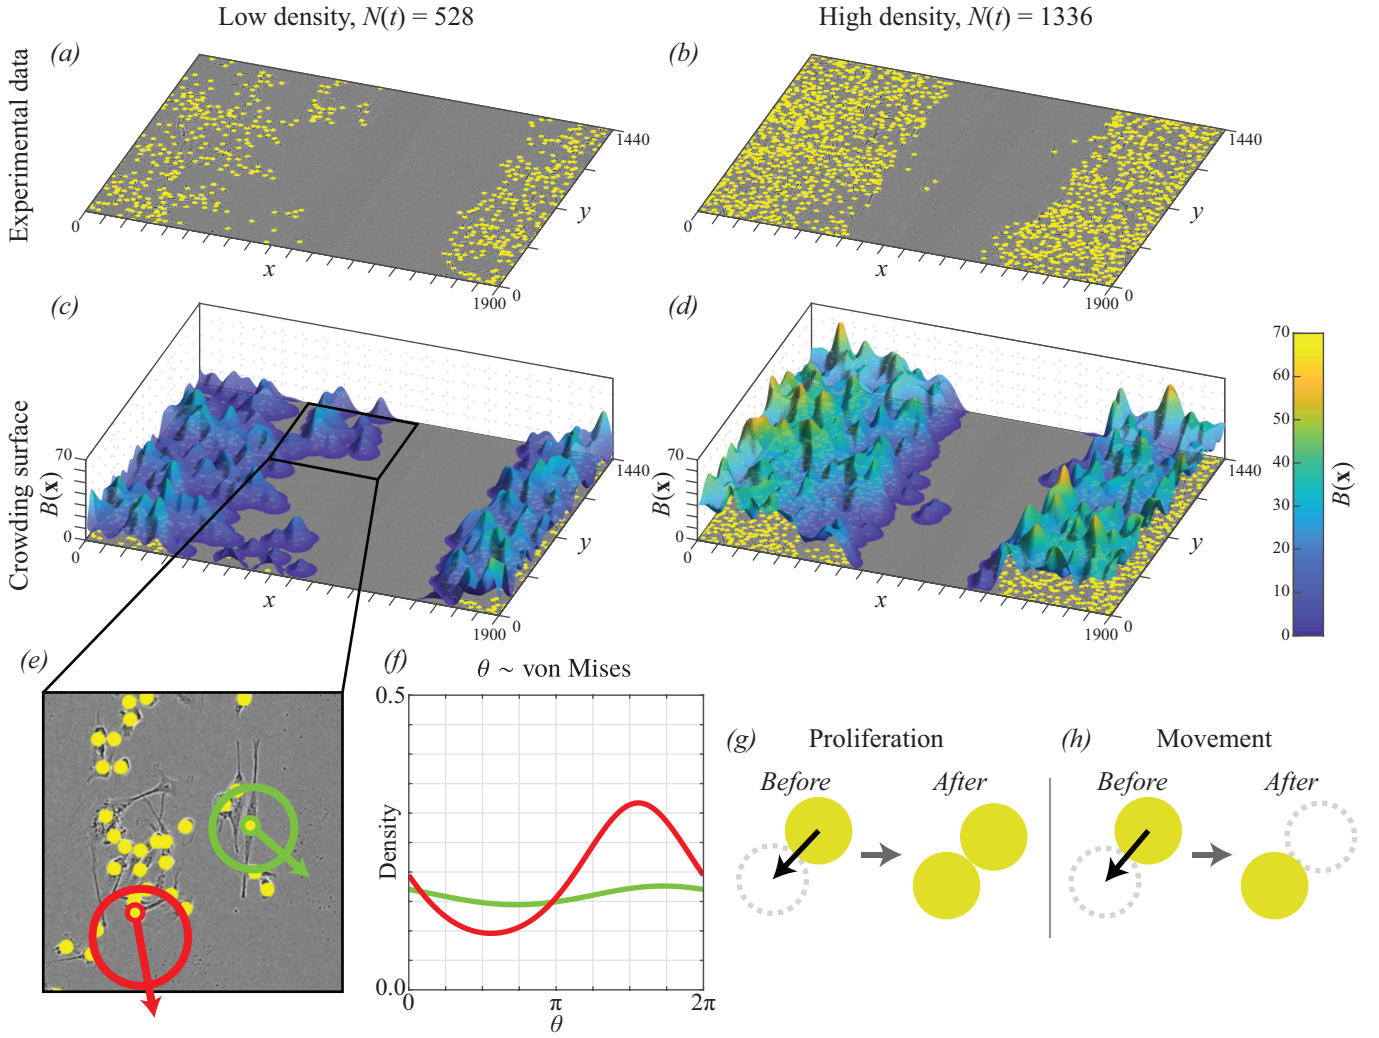 Low density, N(t) = 528
High density, N(t) = 1336
Experimental data
(a)
0
x
1900
0
y
1440
(b)
0
x
1900
0
y
1440
Crowding surface
(c)
70
B(x)
0
0
x
1900
0
y
1440
(d)
70
B(x)
0
0
x
1900
0
y
1440
70
60
50
40
30
20
10
0
B(x)
(e)
(f)
θ ~ von Mises
0.5
Density
0.0
0
π
2π
θ
(g)
Proliferation
Before
After
(h)
Movement
Before
After